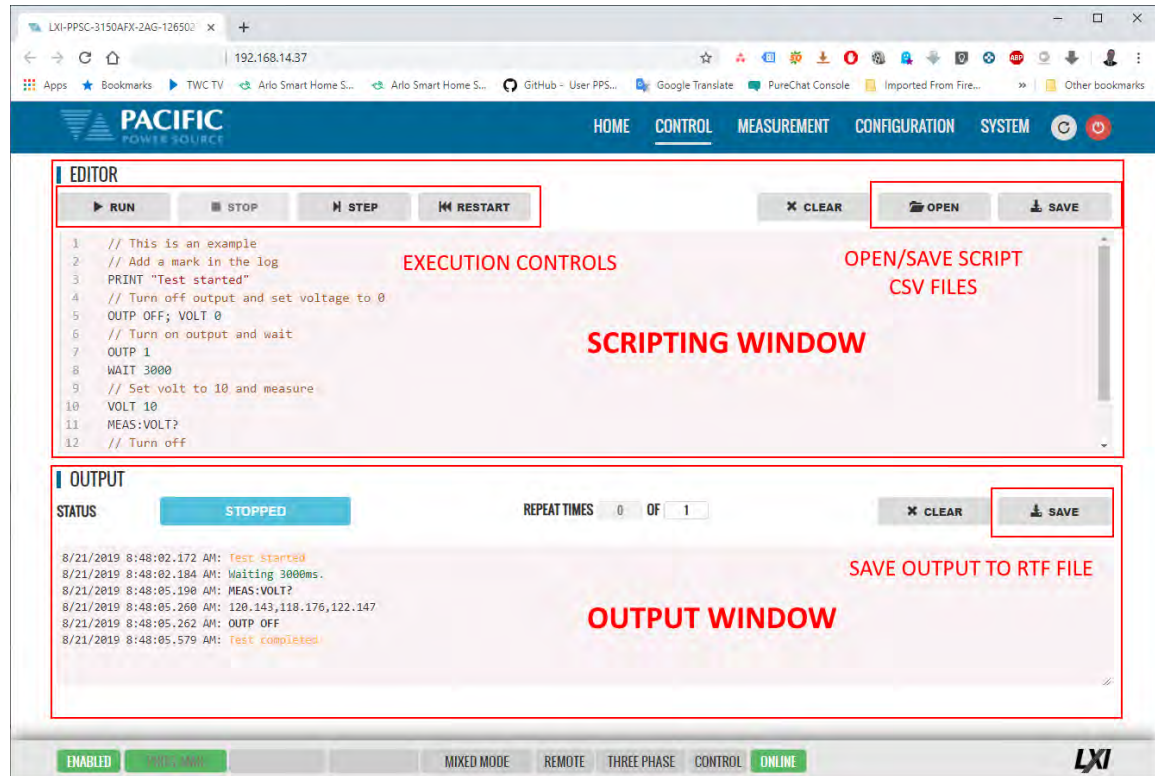 LXI-PPSC-3150AFX-2AG-126502
192.168.14.37
Apps Bookmarks TWC TV Arlo Smart Home S... Arlo Smart Home S... GitHub - User PPS... Google Translate PureChat Console Imported From Fire... » Other bookmarks
PACIFIC
POWER SOURCE
HOME CONTROL MEASUREMENT CONFIGURATION SYSTEM
EDITOR
RUN STOP STEP RESTART CLEAR OPEN SAVE
1 // This is an example
2 // Add a mark in the log
3 PRINT "Test started"
4 // Turn off output and set voltage to 0
5 OUTP OFF; VOLT 0
6 // Turn on output and wait
7 OUTP 1
8 WAIT 3000
9 // Set volt to 10 and measure
10 VOLT 10
11 MEAS:VOLT?
12 // Turn off
EXECUTION CONTROLS
OPEN/SAVE SCRIPT
CSV FILES
SCRIPTING WINDOW
OUTPUT
STATUS STOPPED REPEAT TIMES 0 OF 1 CLEAR SAVE
8/21/2019 8:48:02.172 AM: Test started
8/21/2019 8:48:02.184 AM: Waiting 3000ms.
8/21/2019 8:48:05.190 AM: MEAS:VOLT?
8/21/2019 8:48:05.260 AM: 120.143,118.176,122.147
8/21/2019 8:48:05.262 AM: OUTP OFF
8/21/2019 8:48:05.579 AM: Test completed
SAVE OUTPUT TO RTF FILE
OUTPUT WINDOW
ENABLED MIXED MODE REMOTE THREE PHASE CONTROL ONLINE
LXI